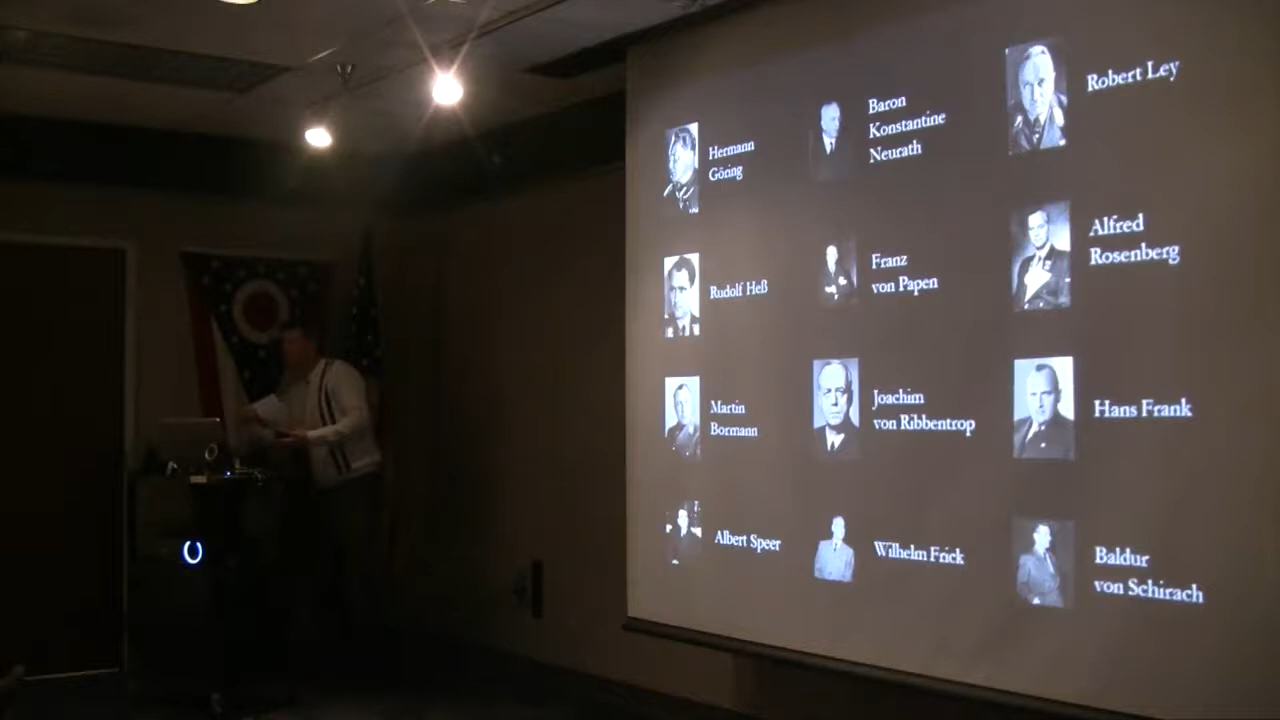 Hermann
Göring
Rudolf Heß
Martin
Bormann
Albert Speer
Baron
Konstantine
Neurath
Franz
von Papen
Joachim
von Ribbentrop
Wilhelm Frick
Robert Ley
Alfred
Rosenberg
Hans Frank
Baldur
von Schirach